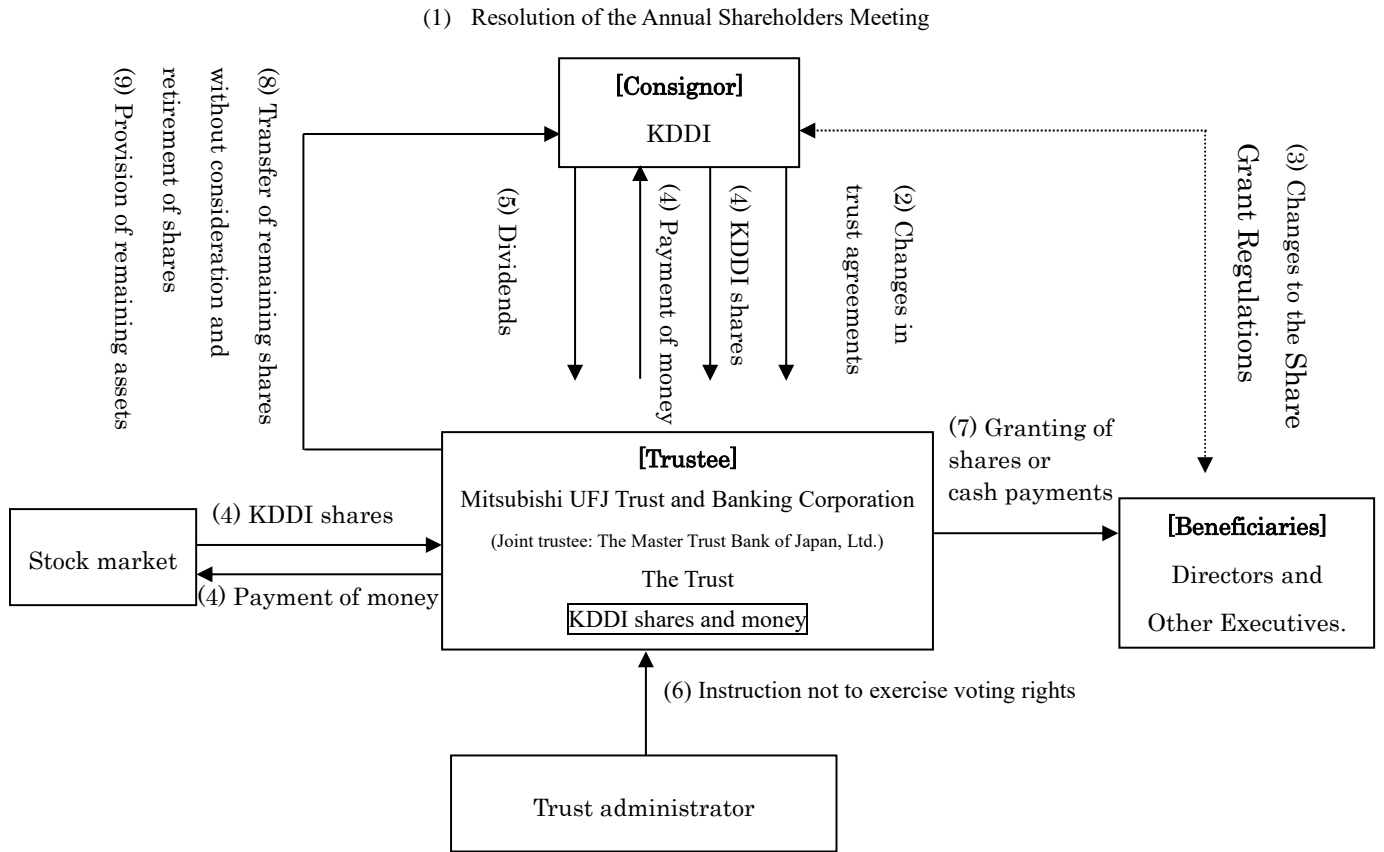 (1) Resolution of the Annual Shareholders Meeting
[Consignor]
KDDI
(9) Provision of remaining assets
(8) Transfer of remaining shares
without consideration and
retirement of shares
(5) Dividends
(4) Payment of money
(4) KDDI shares
(2) Changes in
trust agreements
(3) Changes to the Share
Grant Regulations
[Trustee]
Mitsubishi UFJ Trust and Banking Corporation
(Joint trustee: The Master Trust Bank of Japan, Ltd.)
The Trust
KDDI shares and money
(7) Granting of
shares or
cash payments
[Beneficiaries]
Directors and
Other Executives.
Stock market
(4) KDDI shares
(4) Payment of money
(6) Instruction not to exercise voting rights
Trust administrator